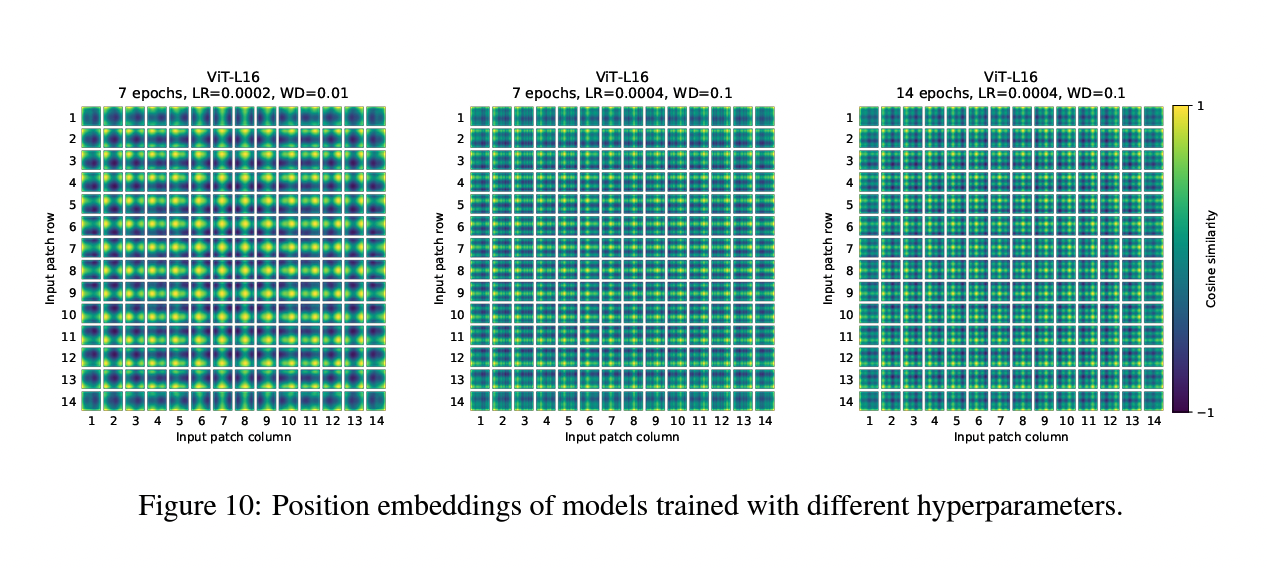 ViT-L16
7 epochs, LR=0.0002, WD=0.01
Input patch row
1
2
3
4
5
6
7
8
9
10
11
12
13
14
1 2 3 4 5 6 7 8 9 10 11 12 13 14
Input patch column
ViT-L16
7 epochs, LR=0.0004, WD=0.1
Input patch row
1
2
3
4
5
6
7
8
9
10
11
12
13
14
1 2 3 4 5 6 7 8 9 10 11 12 13 14
Input patch column
ViT-L16
14 epochs, LR=0.0004, WD=0.1
Input patch row
1
2
3
4
5
6
7
8
9
10
11
12
13
14
1 2 3 4 5 6 7 8 9 10 11 12 13 14
Input patch column
1
Cosine similarity
−1
Figure 10: Position embeddings of models trained with different hyperparameters.